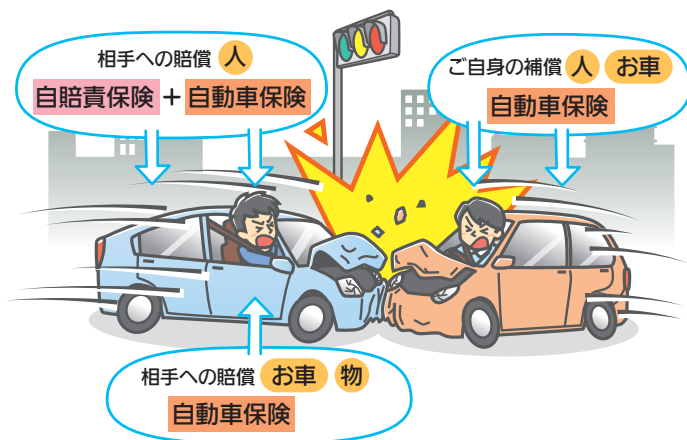 相手への賠償 人
自賠責保険＋自動車保険
ご自身の補償 人 お車
自動車保険
相手への賠償 お車 物
自動車保険